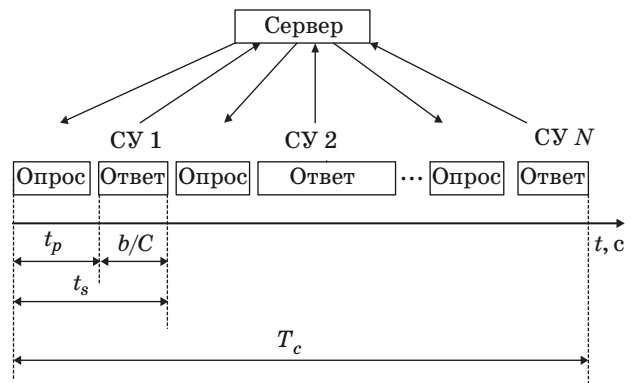 Сервер
СУ 1 СУ 2 СУ N
Опрос Ответ Опрос Ответ ... Опрос Ответ
t, с
t_p b/C
t_s
T_c